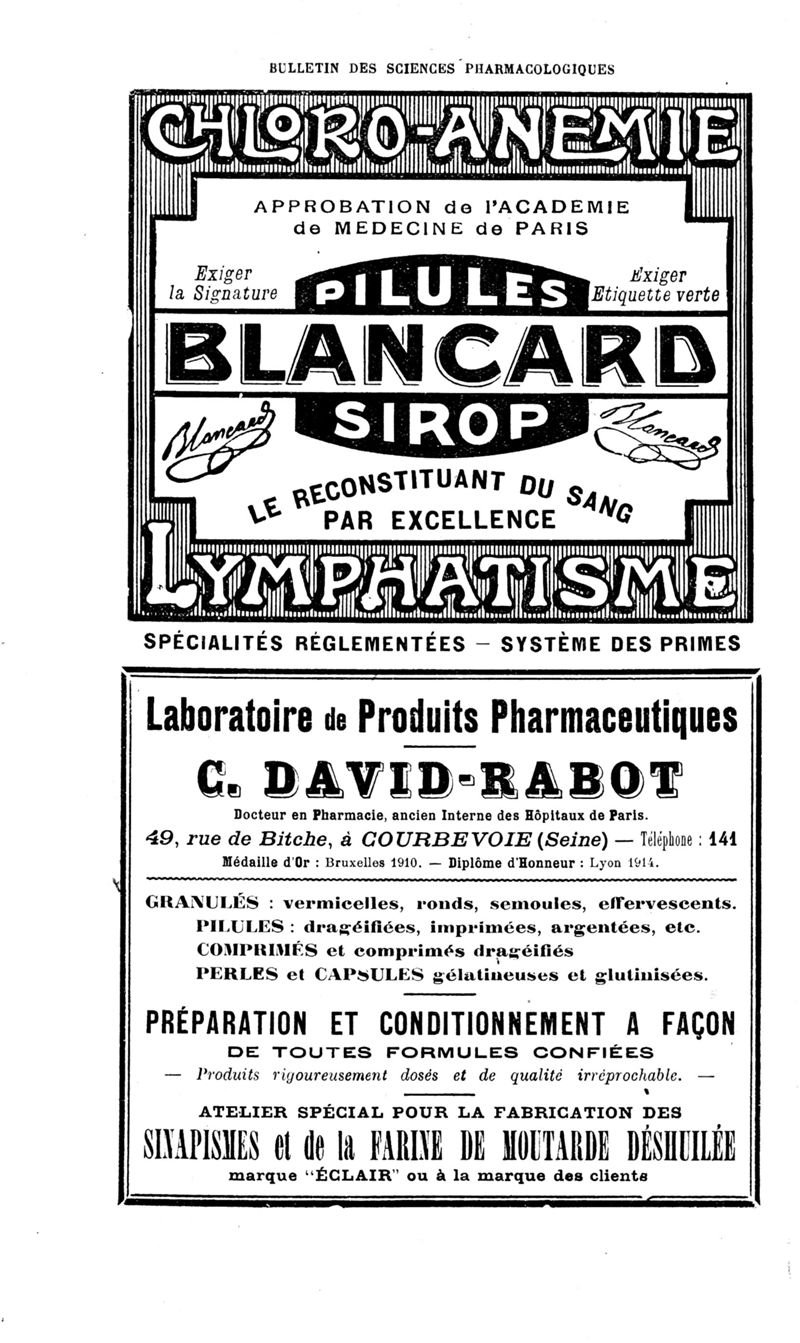 BULLETIN DES SCIENCES PHARMACOLOGIQUES
CHLORO-ANEMIE
APPROBATION de l'ACADEMIE
de MEDECINE de PARIS
Exiger
la Signature
PILULES
Exiger
Etiquette verte
BLANCARD
Blancard
SIROP
Blancard
LE RECONSTITUANT DU SANG
PAR EXCELLENCE
LYMPHATISME
SPÉCIALITÉS RÉGLEMENTÉES — SYSTÈME DES PRIMES
Laboratoire de Produits Pharmaceutiques
C. DAVID-RABOT
Docteur en Pharmacie, ancien Interne des Hôpitaux de Paris.
49, rue de Bitche, à COURBEVOIE (Seine) — Téléphone : 141
Médaille d'Or : Bruxelles 1910. — Diplôme d'Honneur : Lyon 1914.
GRANULÉS : vermicelles, ronds, semoules, effervescents.
PILULES : dragéifiées, imprimées, argentées, etc.
COMPRIMÉS et comprimés dragéifiés
PERLES et CAPSULES gélatineuses et glutinisées.
PRÉPARATION ET CONDITIONNEMENT A FAÇON
DE TOUTES FORMULES CONFIÉES
— Produits rigoureusement dosés et de qualité irréprochable. —
ATELIER SPÉCIAL POUR LA FABRICATION DES
SINAPISMES et de la FARINE DE MOUTARDE DÉSHUILÉE
marque "ÉCLAIR" ou à la marque des clients